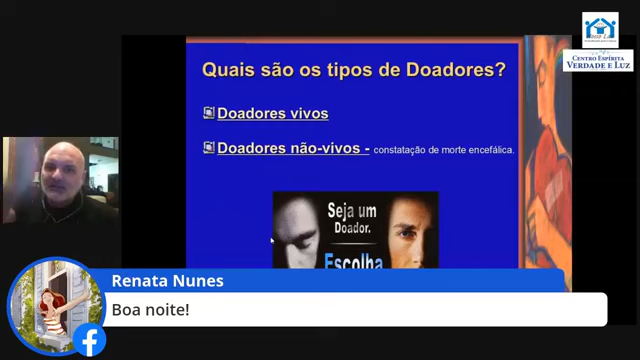 CENTRO ESPÍRITA
VERDADE E LUZ
Quais são os tipos de Doadores?
Doadores vivos
Doadores não-vivos - constatação de morte encefálica.
Seja um
Doador.
Escolha
Renata Nunes
Boa noite!